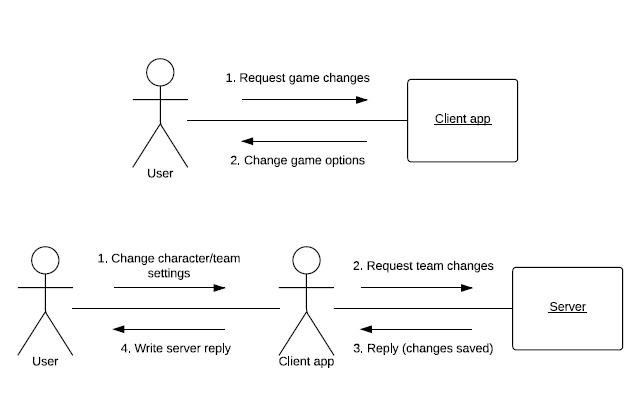 1. Request game changes
Client app
2. Change game options
User
1. Change character/team
settings
2. Request team changes
Server
4. Write server reply
3. Reply (changes saved)
User
Client app